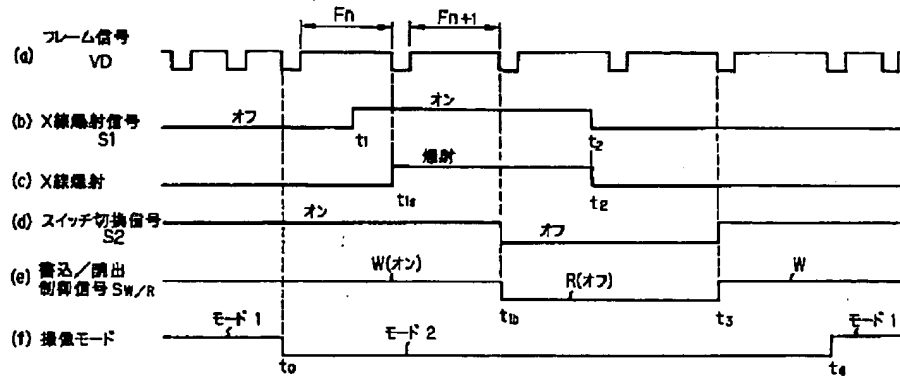 Fn Fn+1
(a) フレーム信号 VD
(b) X線爆射信号 S1 オフ オン t1 t2
(c) X線爆射 爆射 t1s t2
(d) スイッチ切換信号 S2 オン オフ
(e) 書込/読出 制御信号 SW/R W(オン) R(オフ) W t1b t3
(f) 撮像モード モード1 モード2 モード1 t0 t4